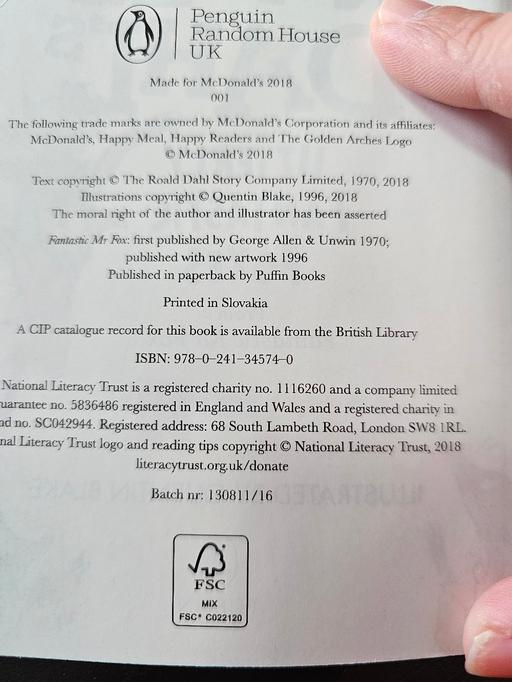 Penguin
Random House
UK
Made for McDonald's 2018
001
The following trade marks are owned by McDonald's Corporation and its affiliates:
McDonald's, Happy Meal, Happy Readers and The Golden Arches Logo
© McDonald's 2018
Text copyright © The Roald Dahl Story Company Limited, 1970, 2018
Illustrations copyright © Quentin Blake, 1996, 2018
The moral right of the author and illustrator has been asserted
Fantastic Mr Fox: first published by George Allen & Unwin 1970;
published with new artwork 1996
Published in paperback by Puffin Books
Printed in Slovakia
A CIP catalogue record for this book is available from the British Library
ISBN: 978–0–241–34574–0
National Literacy Trust is a registered charity no. 1116260 and a company limited
uarantee no. 5836486 registered in England and Wales and a registered charity in
nd no. SC042944. Registered address: 68 South Lambeth Road, London SW8 1RL.
nal Literacy Trust logo and reading tips copyright © National Literacy Trust, 2018
literacytrust.org.uk/donate
Batch nr: 130811/16
FSC
MIX
FSC® C022120